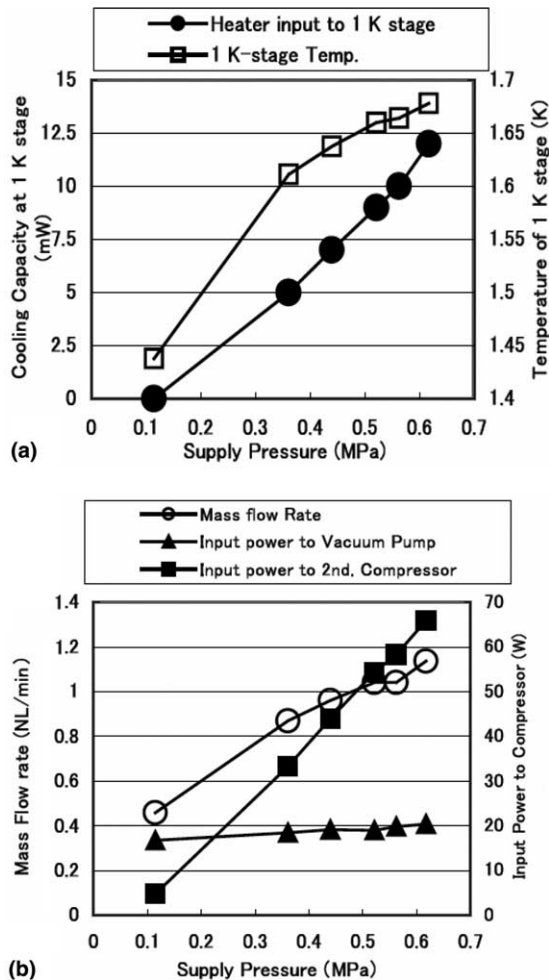 Heater input to 1 K stage
1 K-stage Temp.
15
12.5
10
7.5
5
2.5
0
Cooling Capacity at 1 K stage
(mW)
1.7
1.65
1.6
1.55
1.5
1.45
1.4
Temperature of 1 K stage (K)
0 0.1 0.2 0.3 0.4 0.5 0.6 0.7
Supply Pressure (MPa)
(a)
Mass flow Rate
Input power to Vacuum Pump
Input power to 2nd, Compressor
1.4
1.2
1
0.8
0.6
0.4
0.2
0
Mass Flow rate (NL/min)
70
60
50
40
30
20
10
0
Input Power to Compressor (W)
0 0.1 0.2 0.3 0.4 0.5 0.6 0.7
Supply Pressure (MPa)
(b)